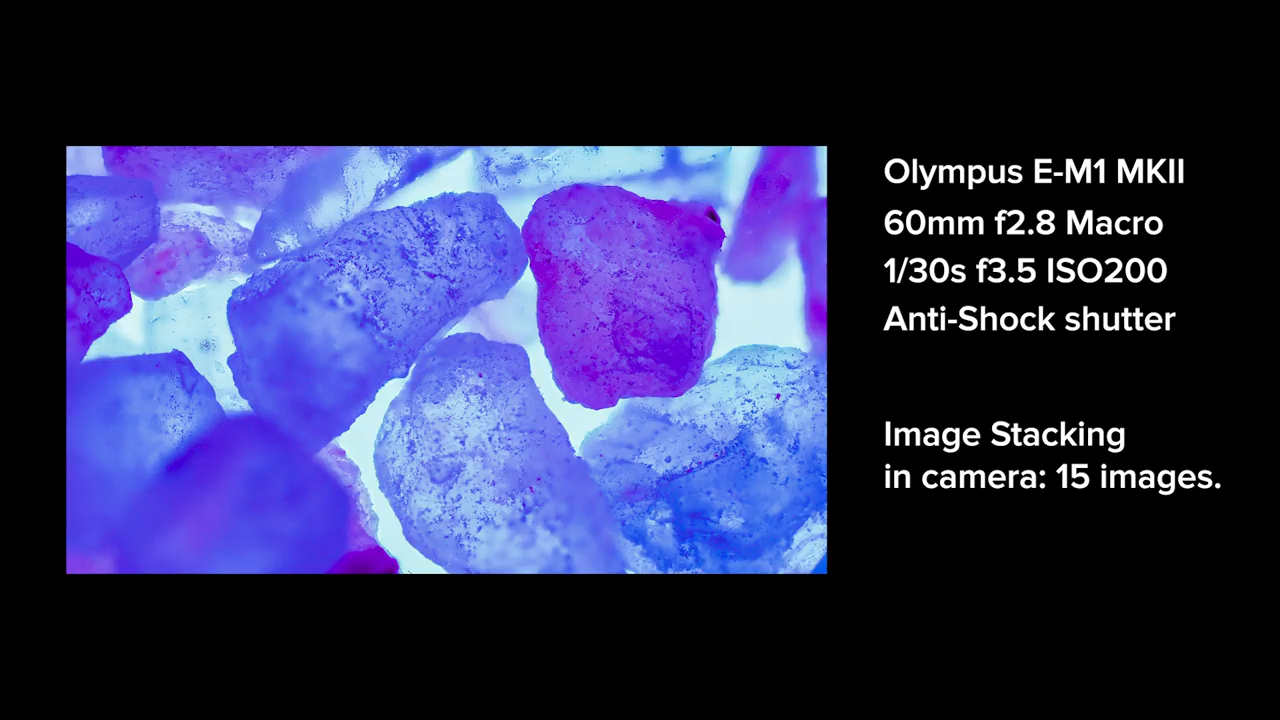 Olympus E-M1 MKII
60mm f2.8 Macro
1/30s f3.5 ISO200
Anti-Shock shutter
Image Stacking
in camera: 15 images.